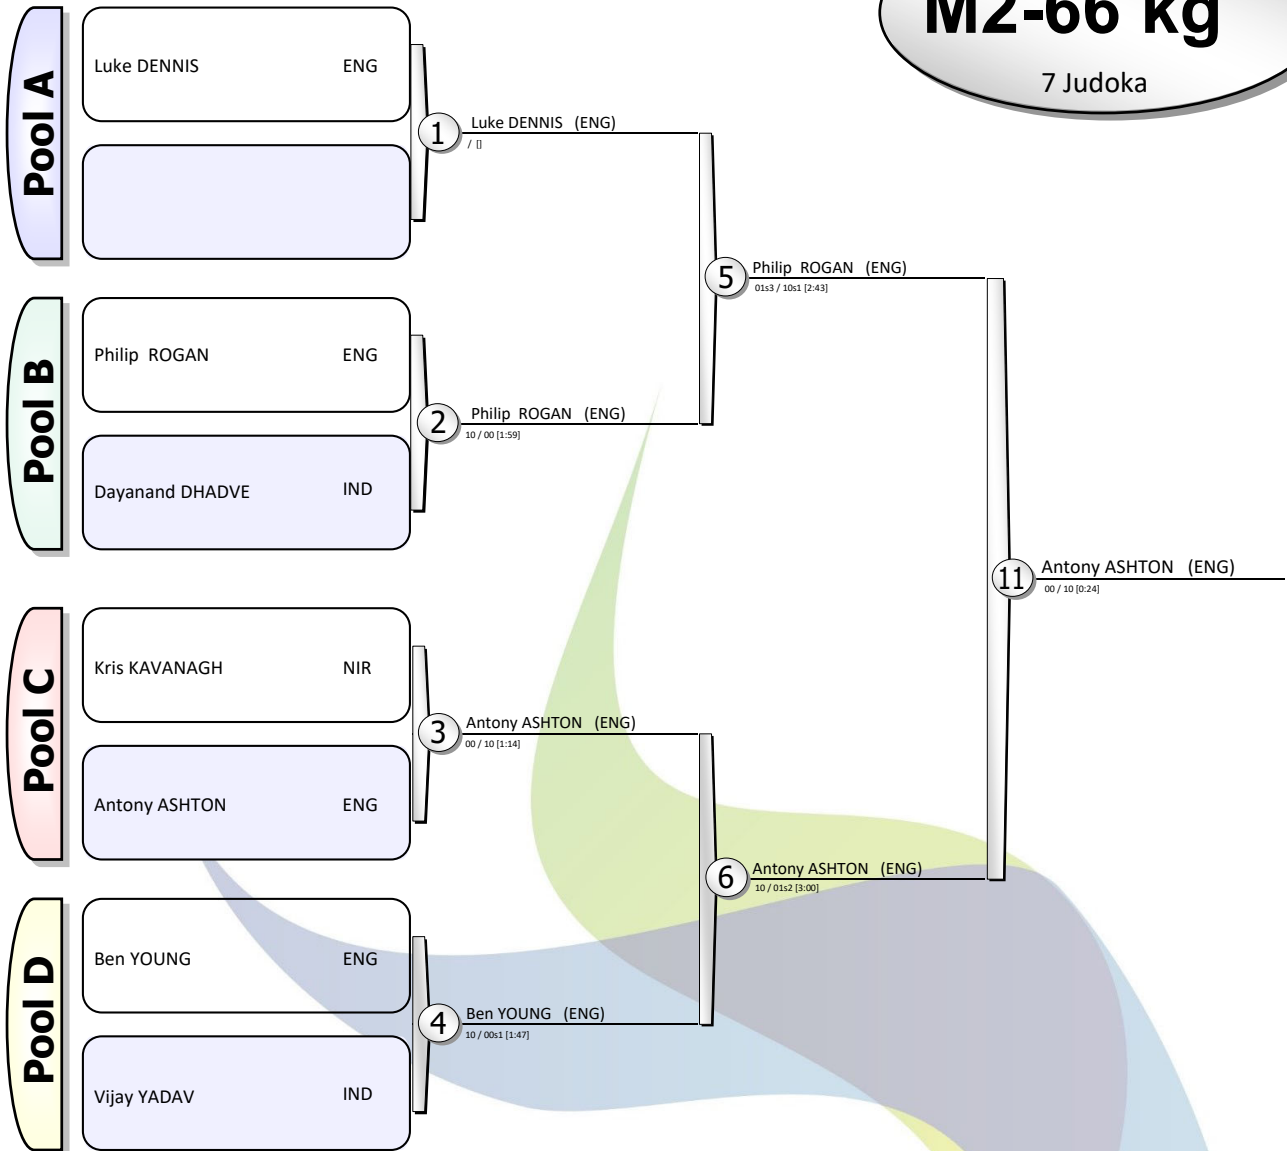 M2-66 kg
7 Judoka
Pool A
Luke DENNIS ENG
1 Luke DENNIS (ENG)
/ []
5 Philip ROGAN (ENG)
01s3 / 10s1 [2:43]
Pool B
Philip ROGAN ENG
2 Philip ROGAN (ENG)
10 / 00 [1:59]
Dayanand DHADVE IND
11 Antony ASHTON (ENG)
00 / 10 [0:24]
Pool C
Kris KAVANAGH NIR
3 Antony ASHTON (ENG)
00 / 10 [1:14]
Antony ASHTON ENG
6 Antony ASHTON (ENG)
10 / 01s2 [3:00]
Pool D
Ben YOUNG ENG
4 Ben YOUNG (ENG)
10 / 00s1 [1:47]
Vijay YADAV IND